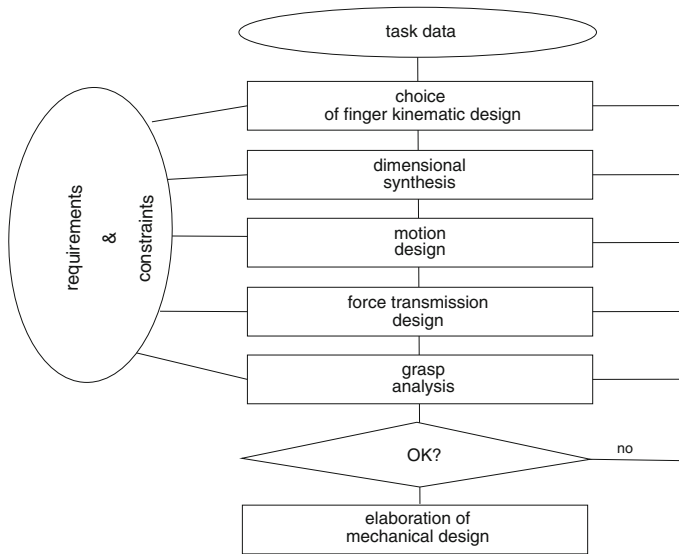 task data
choice
of finger kinematic design
dimensional
synthesis
motion
design
force transmission
design
grasp
analysis
OK?
no
elaboration of
mechanical design
requirements
&
constraints